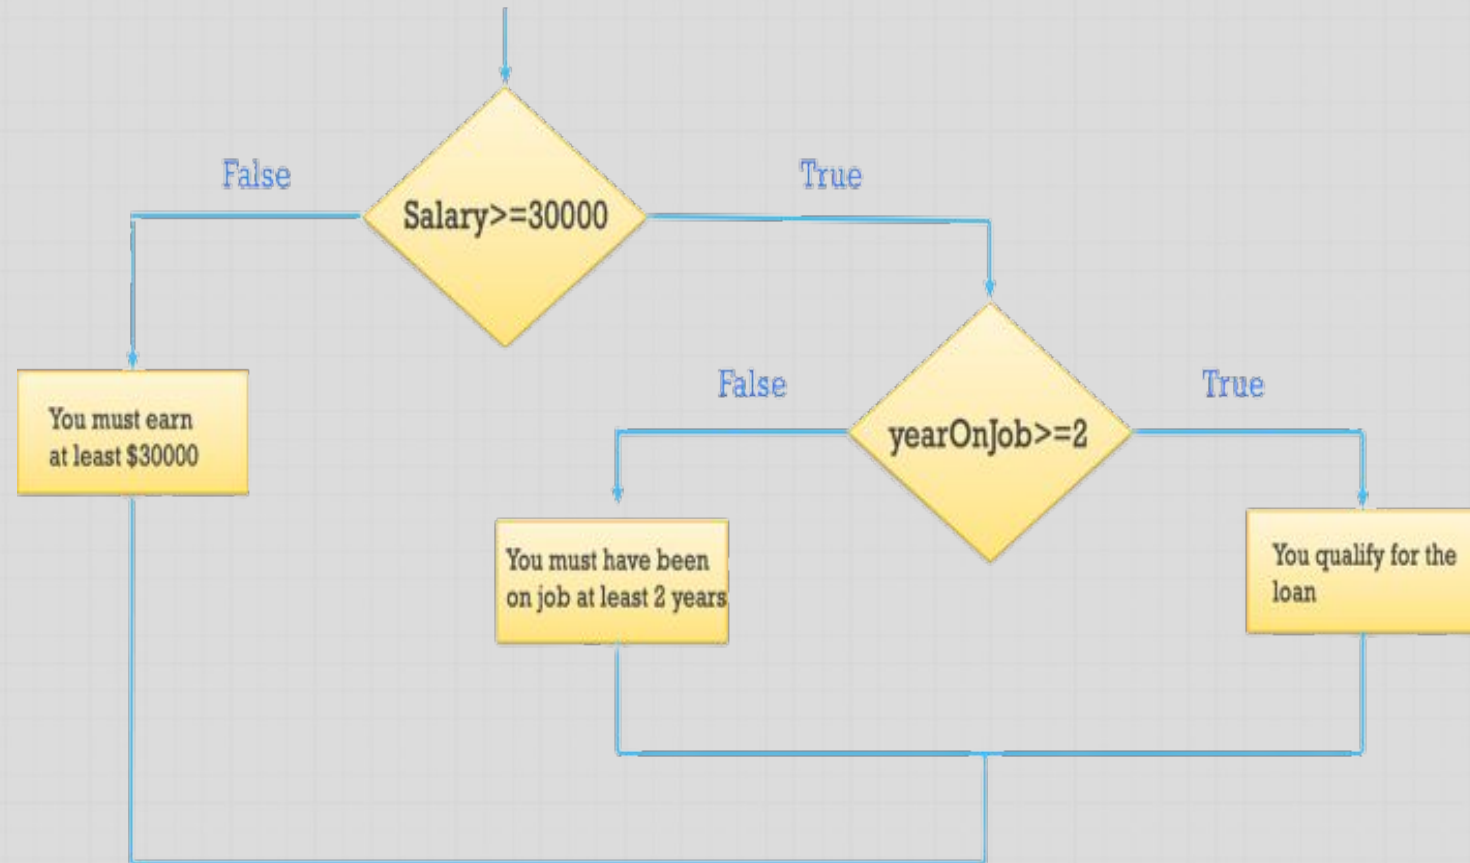 False
True
Salary>=30000
False
True
You must earn
at least $30000
yearOnJob>=2
You must have been
on job at least 2 years
You qualify for the
loan